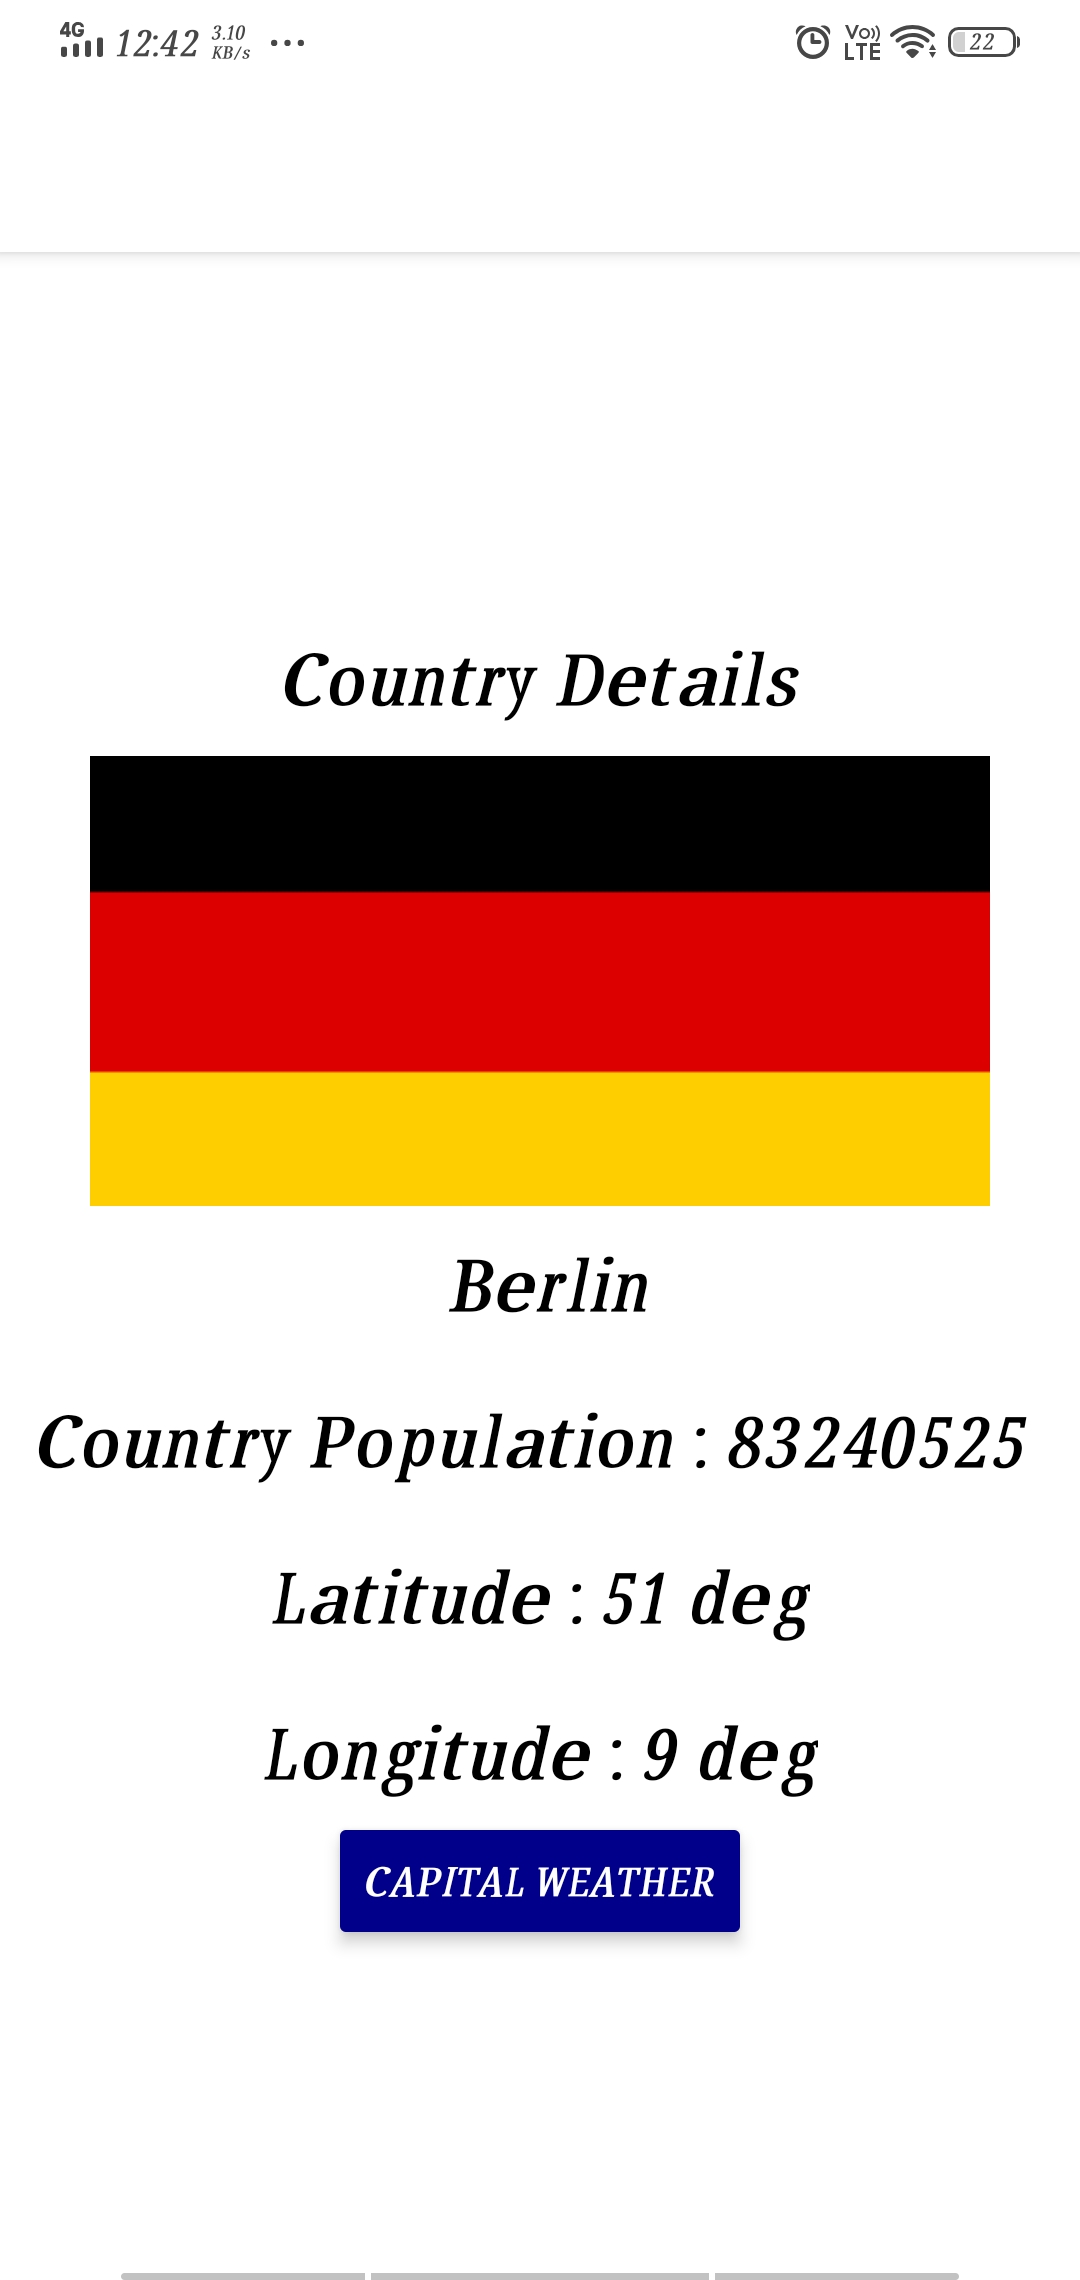 4G 12:42 3.10 KB/s ... Vo)) LTE 22
Country Details
Berlin
Country Population : 83240525
Latitude : 51 deg
Longitude : 9 deg
CAPITAL WEATHER